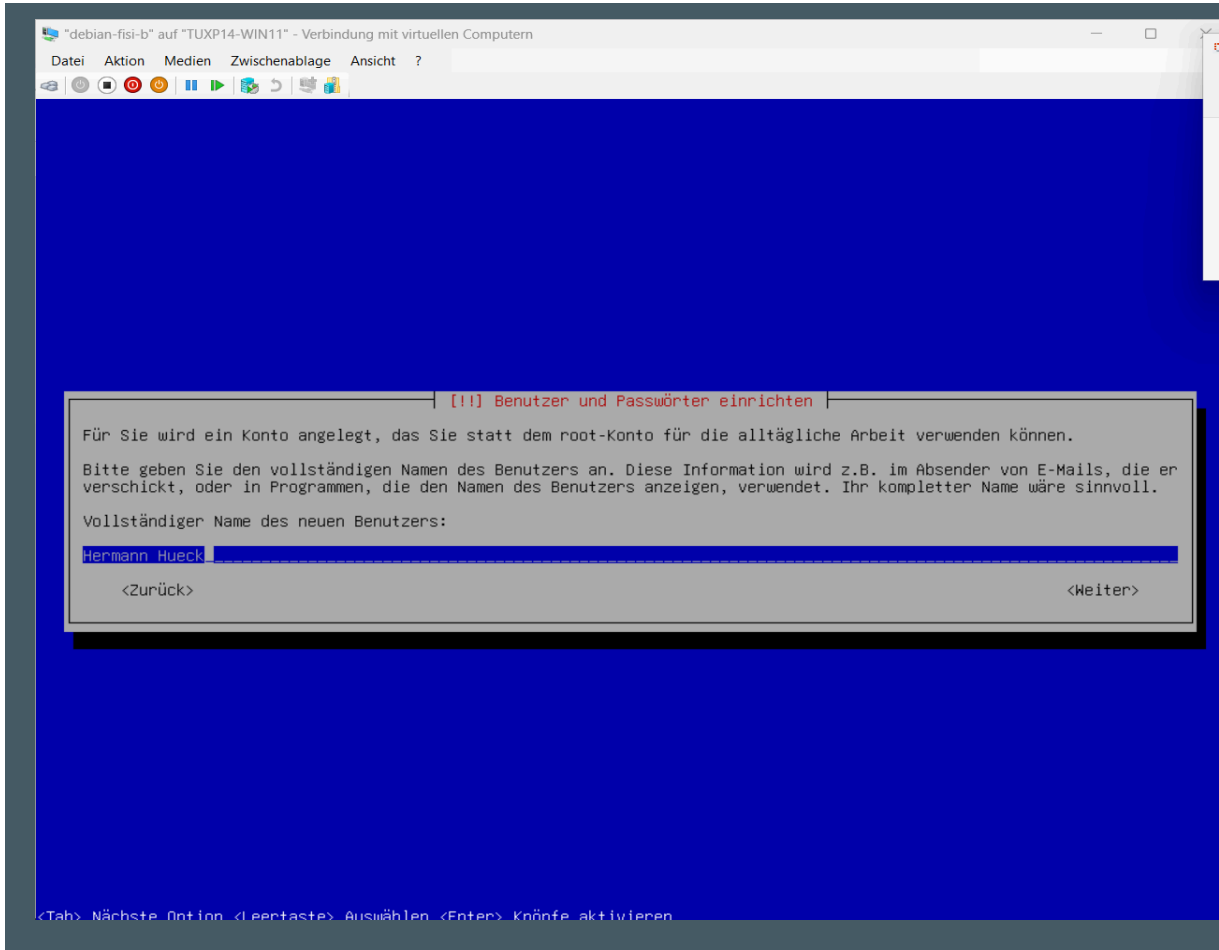 "debian-fisi-b" auf "TUXP14-WIN11" - Verbindung mit virtuellen Computern
Datei Aktion Medien Zwischenablage Ansicht ?
[!!] Benutzer und Passwörter einrichten
Für Sie wird ein Konto angelegt, das Sie statt dem root-Konto für die alltägliche Arbeit verwenden können.
Bitte geben Sie den vollständigen Namen des Benutzers an. Diese Information wird z.B. im Absender von E-Mails, die er
verschickt, oder in Programmen, die den Namen des Benutzers anzeigen, verwendet. Ihr kompletter Name wäre sinnvoll.
Vollständiger Name des neuen Benutzers:
Hermann Hueck
<Zurück> <Weiter>
<Tab> Nächste Option <Leertaste> Auswählen <Enter> Knöpfe aktivieren